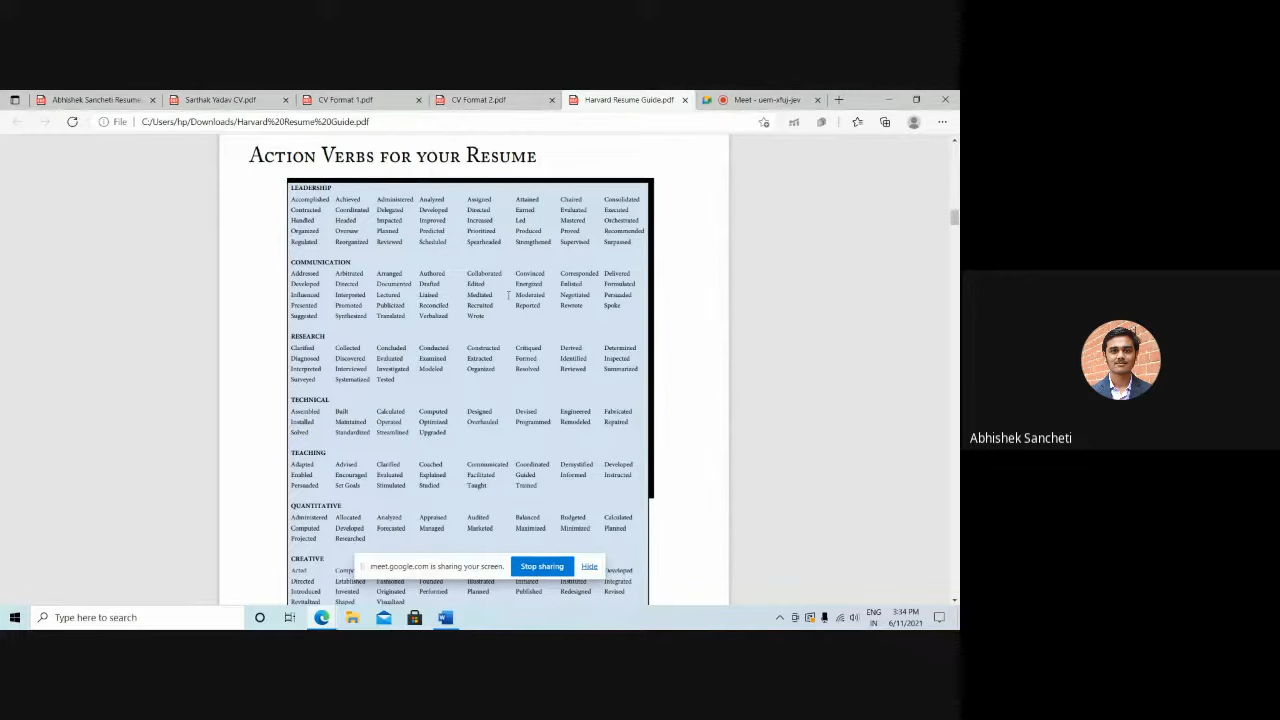 Abhishek Sancheti Resume
Sarthak Yadav CV.pdf
CV Format 1.pdf
CV Format 2.pdf
Harvard Resume Guide.pdf
Meet - uem-xfuj-jev
File
C:/Users/hp/Downloads/Harvard%20Resume%20Guide.pdf
Action Verbs for your Resume
LEADERSHIP
Accomplished Achieved Administered Analyzed Assigned Attained Chaired Consolidated
Contracted Coordinated Delegated Developed Directed Earned Evaluated Executed
Handled Headed Impacted Improved Increased Led Mastered Orchestrated
Organized Oversaw Planned Predicted Prioritized Produced Proved Recommended
Regulated Reorganized Reviewed Scheduled Spearheaded Strengthened Supervised Surpassed
COMMUNICATION
Addressed Arbitrated Arranged Authored Collaborated Convinced Corresponded Delivered
Developed Directed Documented Drafted Edited Energized Enlisted Formulated
Influenced Interpreted Lectured Liaised Mediated Moderated Negotiated Persuaded
Presented Promoted Publicized Reconciled Recruited Reported Rewrote Spoke
Suggested Synthesized Translated Verbalized Wrote
RESEARCH
Clarified Collected Concluded Conducted Constructed Critiqued Derived Determined
Diagnosed Discovered Evaluated Examined Extracted Formed Identified Inspected
Interpreted Interviewed Investigated Modeled Organized Resolved Reviewed Summarized
Surveyed Systematized Tested
TECHNICAL
Assembled Built Calculated Computed Designed Devised Engineered Fabricated
Installed Maintained Operated Optimized Overhauled Programmed Remodeled Repaired
Solved Standardized Streamlined Upgraded
TEACHING
Adapted Advised Clarified Coached Communicated Coordinated Demystified Developed
Enabled Encouraged Evaluated Explained Facilitated Guided Informed Instructed
Persuaded Set Goals Stimulated Studied Taught Trained
QUANTITATIVE
Administered Allocated Analyzed Appraised Audited Balanced Budgeted Calculated
Computed Developed Forecasted Managed Marketed Maximized Minimized Planned
Projected Researched
CREATIVE
Acted
Directed Established Fashioned Founded Illustrated Initiated Instituted Integrated
Introduced Invented Originated Performed Planned Published Redesigned Revised
Revitalized Shaped Visualized
meet.google.com is sharing your screen.
Stop sharing
Hide
Abhishek Sancheti
Type here to search
ENG
IN
3:34 PM
6/11/2021